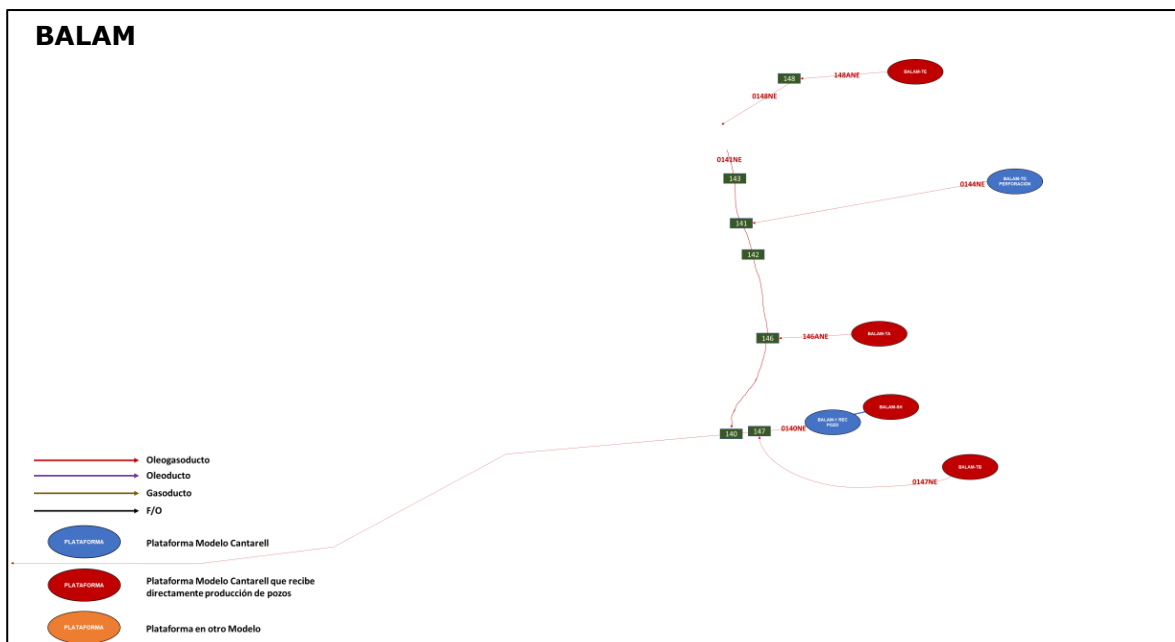 BALAM
BALAM-TE
148
148ANE
0148NE
0141NE
143
BALAM-TD
PERFORACIÓN
0144NE
141
142
146
146ANE
BALAM-TA
BALAM-BK
BALAM-1 REC.
POZO
0140NE
147
140
BALAM-TB
0147NE
Oleogasoducto
Oleoducto
Gasoducto
F/O
PLATAFORMA
Plataforma Modelo Cantarell
PLATAFORMA
Plataforma Modelo Cantarell que recibe
directamente producción de pozos
PLATAFORMA
Plataforma en otro Modelo